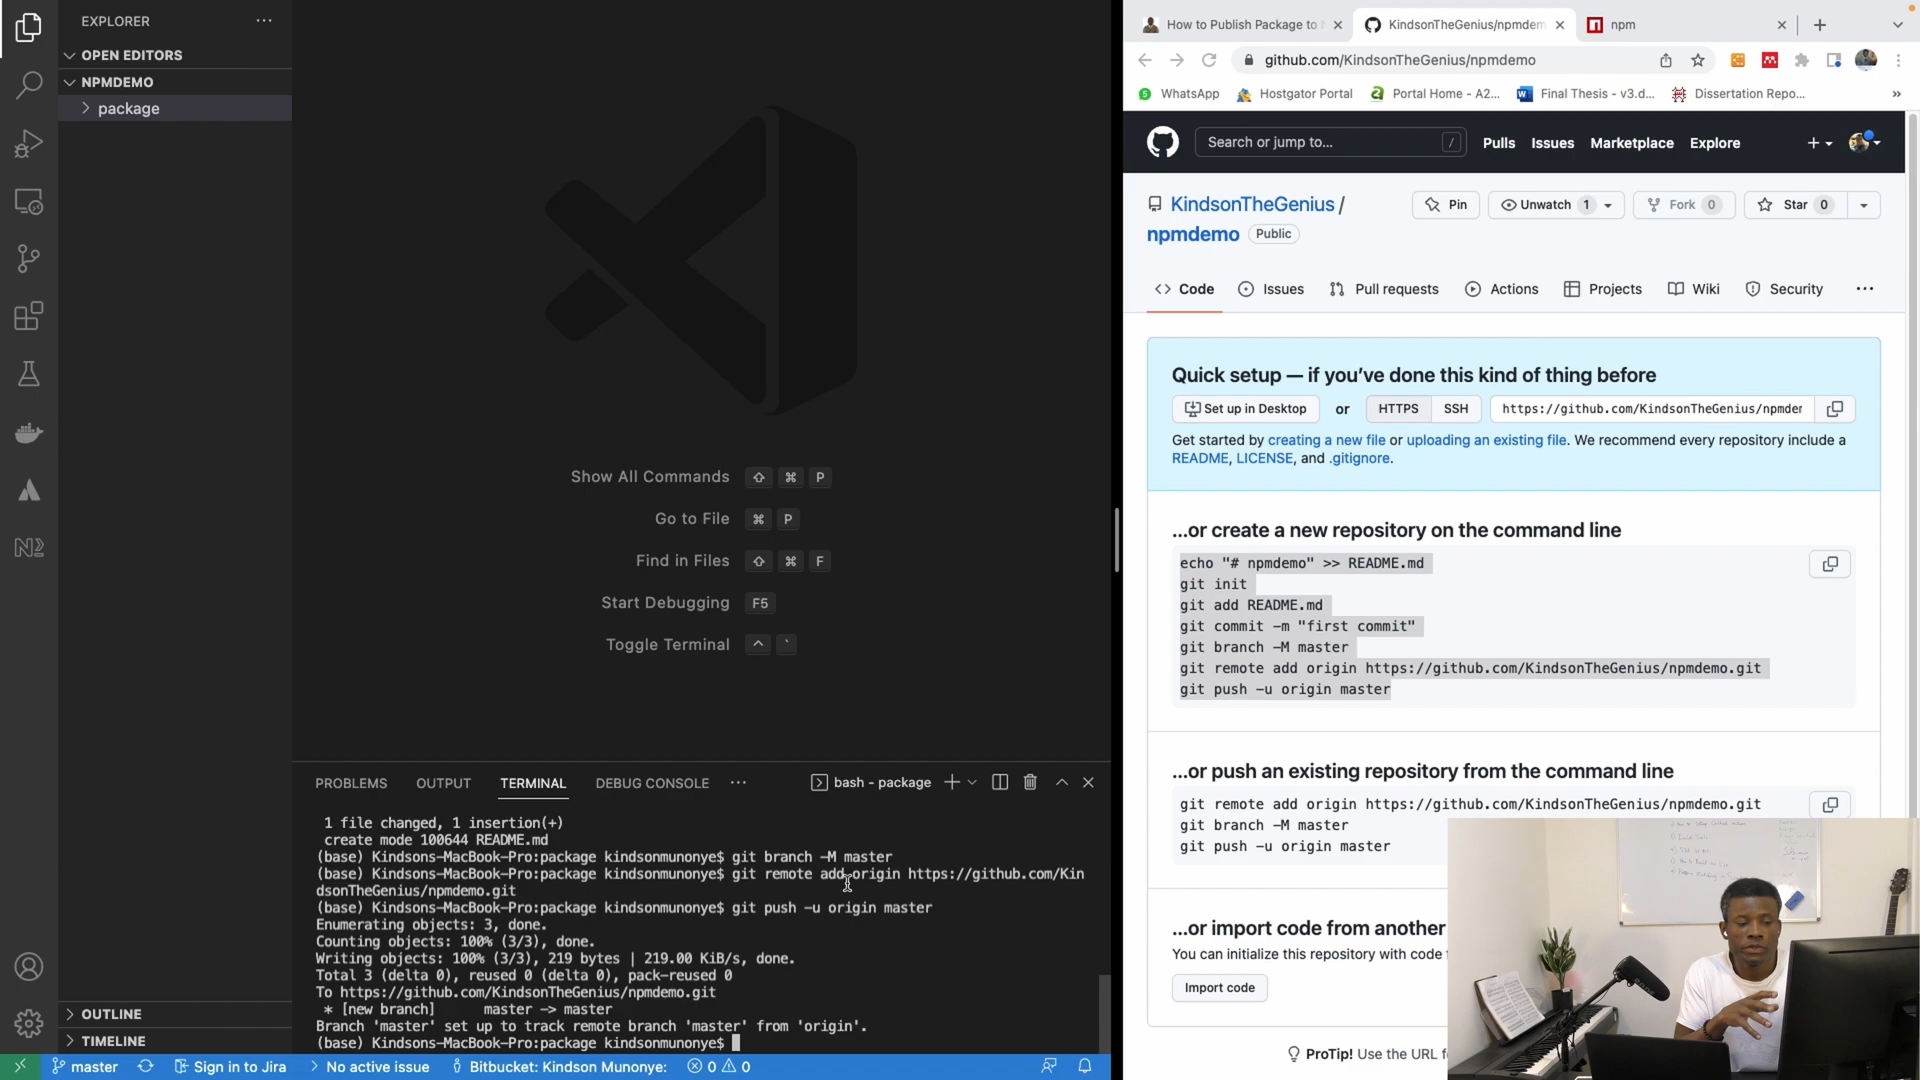 EXPLORER
OPEN EDITORS
NPMDEMO
package
OUTLINE
TIMELINE
Show All Commands ⇧ ⌘ P
Go to File ⌘ P
Find in Files ⇧ ⌘ F
Start Debugging F5
Toggle Terminal ^ `
PROBLEMS OUTPUT TERMINAL DEBUG CONSOLE ··· bash - package
1 file changed, 1 insertion(+)
create mode 100644 README.md
(base) Kindsons-MacBook-Pro:package kindsonmunonye$ git branch -M master
(base) Kindsons-MacBook-Pro:package kindsonmunonye$ git remote add origin https://github.com/Kin
dsonTheGenius/npmdemo.git
(base) Kindsons-MacBook-Pro:package kindsonmunonye$ git push -u origin master
Enumerating objects: 3, done.
Counting objects: 100% (3/3), done.
Writing objects: 100% (3/3), 219 bytes | 219.00 KiB/s, done.
Total 3 (delta 0), reused 0 (delta 0), pack-reused 0
To https://github.com/KindsonTheGenius/npmdemo.git
* [new branch] master -> master
Branch 'master' set up to track remote branch 'master' from 'origin'.
(base) Kindsons-MacBook-Pro:package kindsonmunonye$
master Sign in to Jira No active issue Bitbucket: Kindson Munonye: 0 0
How to Publish Package to KindsonTheGenius/npmdem npm
github.com/KindsonTheGenius/npmdemo
WhatsApp Hostgator Portal Portal Home - A2... Final Thesis - v3.d... Dissertation Repo... »
Search or jump to... / Pulls Issues Marketplace Explore
KindsonTheGenius / Pin Unwatch 1 Fork 0 Star 0
npmdemo Public
Code Issues Pull requests Actions Projects Wiki Security ···
Quick setup — if you've done this kind of thing before
Set up in Desktop or HTTPS SSH https://github.com/KindsonTheGenius/npmder
Get started by creating a new file or uploading an existing file. We recommend every repository include a
README, LICENSE, and .gitignore.
...or create a new repository on the command line
echo "# npmdemo" >> README.md
git init
git add README.md
git commit -m "first commit"
git branch -M master
git remote add origin https://github.com/KindsonTheGenius/npmdemo.git
git push -u origin master
...or push an existing repository from the command line
git remote add origin https://github.com/KindsonTheGenius/npmdemo.git
git branch -M master
git push -u origin master
...or import code from another
You can initialize this repository with code
Import code
ProTip! Use the URL f